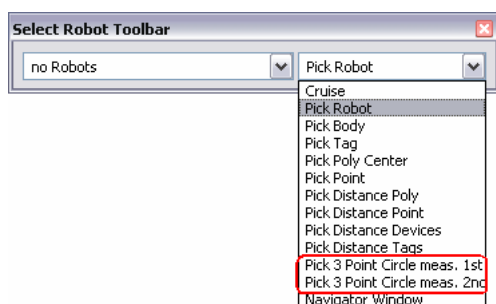 Select Robot Toolbar
no Robots
Pick Robot
Cruise
Pick Robot
Pick Body
Pick Tag
Pick Poly Center
Pick Point
Pick Distance Poly
Pick Distance Point
Pick Distance Devices
Pick Distance Tags
Pick 3 Point Circle meas. 1st
Pick 3 Point Circle meas. 2nd
Navigator Window